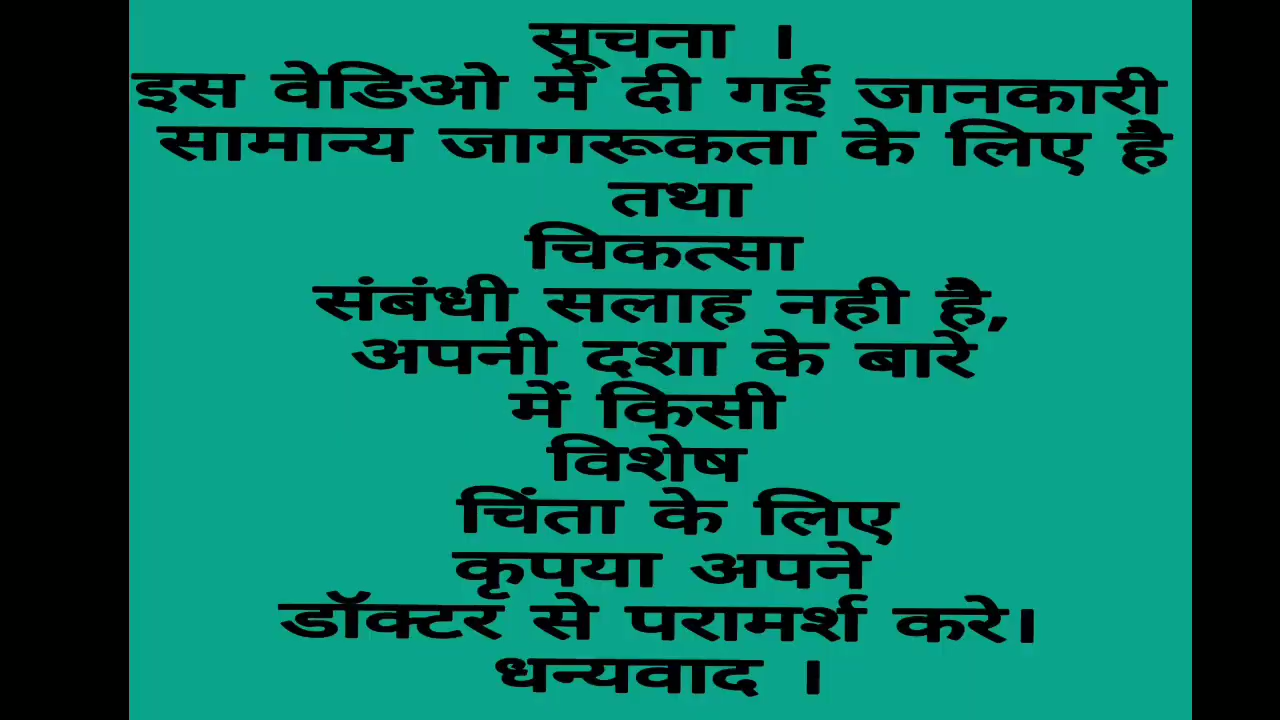 सूचना ।
इस वेडिओ में दी गई जानकारी
सामान्य जागरूकता के लिए है
तथा
चिकत्सा
संबंधी सलाह नही है,
अपनी दशा के बारे
में किसी
विशेष
चिंता के लिए
कृपया अपने
डॉक्टर से परामर्श करे।
धन्यवाद ।